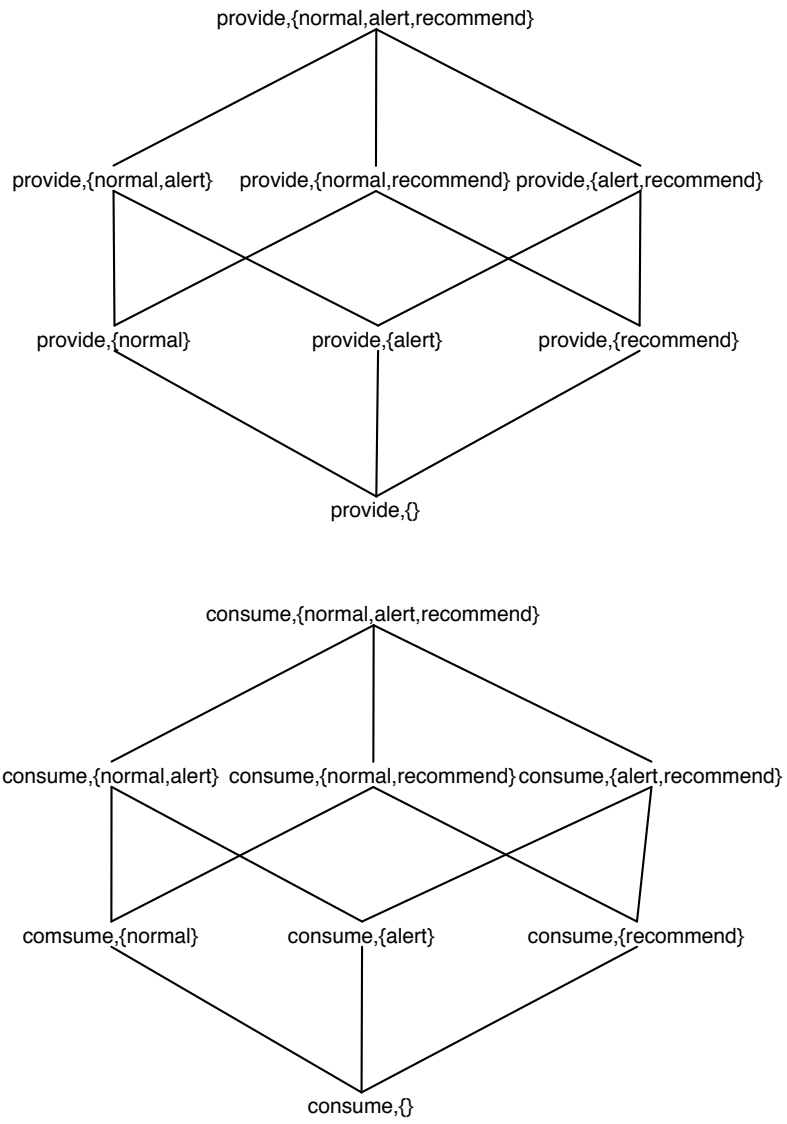 provide,{normal,alert,recommend}
provide,{normal,alert} provide,{normal,recommend} provide,{alert,recommend}
provide,{normal} provide,{alert} provide,{recommend}
provide,{}
consume,{normal,alert,recommend}
consume,{normal,alert} consume,{normal,recommend} consume,{alert,recommend}
comsume,{normal} consume,{alert} consume,{recommend}
consume,{}